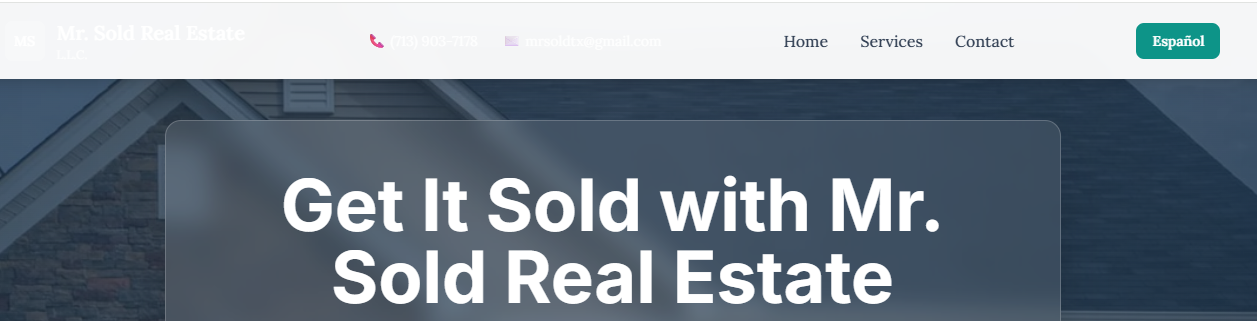 MS
Mr. Sold Real Estate
LLC
(713) 903-7178
mrsoldtx@gmail.com
Home
Services
Contact
Español
Get It Sold with Mr.
Sold Real Estate